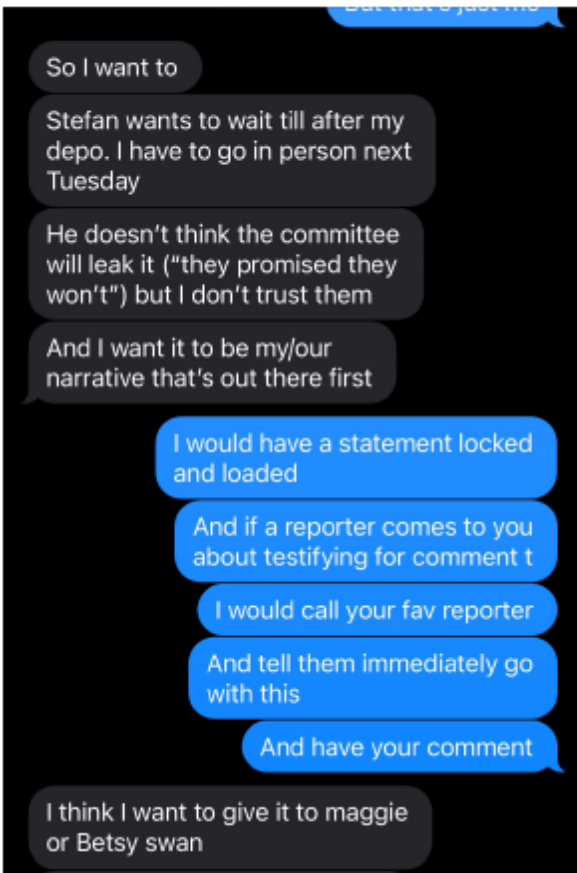 But that's just me
So I want to
Stefan wants to wait till after my
depo. I have to go in person next
Tuesday
He doesn't think the committee
will leak it (“they promised they
won't”) but I don't trust them
And I want it to be my/our
narrative that's out there first
I would have a statement locked
and loaded
And if a reporter comes to you
about testifying for comment t
I would call your fav reporter
And tell them immediately go
with this
And have your comment
I think I want to give it to maggie
or Betsy swan